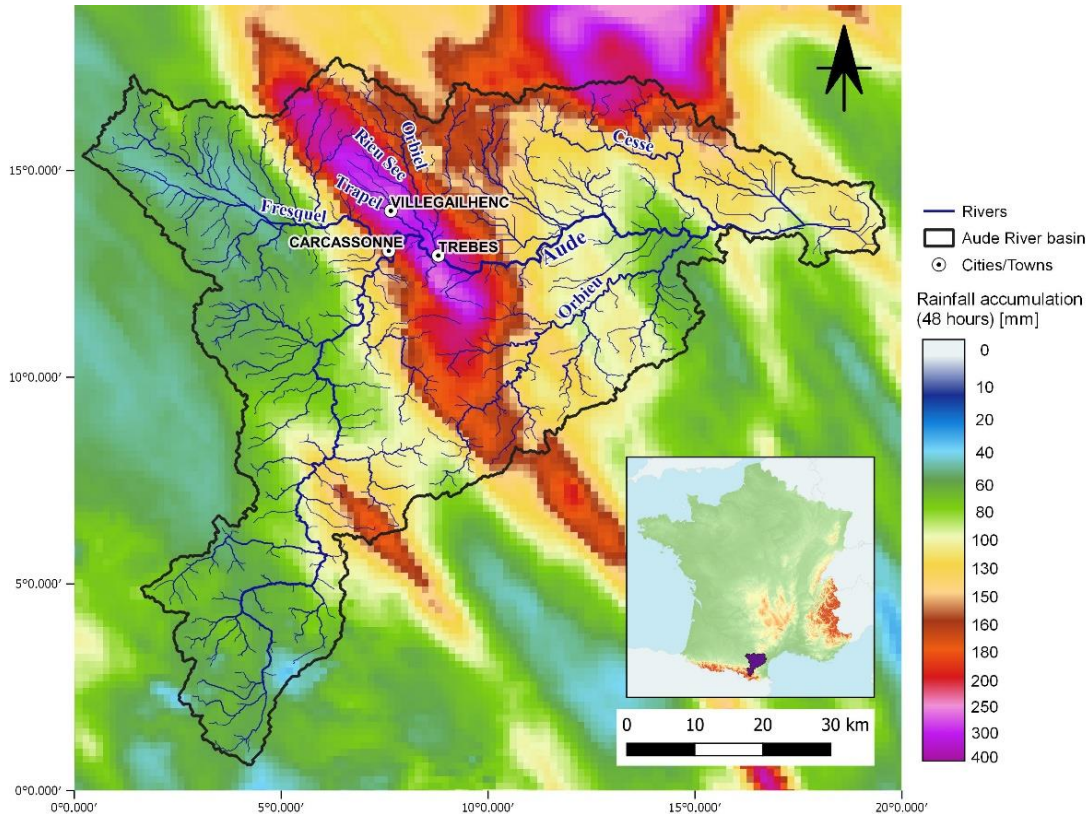 15°0.000′
10°0.000′
5°0.000′
0°0.000′
0°0.000′
5°0.000′
10°0.000′
15°0.000′
20°0.000′
Orbiel
Rieu Sec
Trapel
Fresquel
VILLEGAILHENC
CARCASSONNE
TREBES
Aude
Cesse
Orbieu
0 10 20 30 km
Rivers
Aude River basin
Cities/Towns
Rainfall accumulation
(48 hours) [mm]
0
10
20
40
60
80
100
130
150
160
180
200
250
300
400